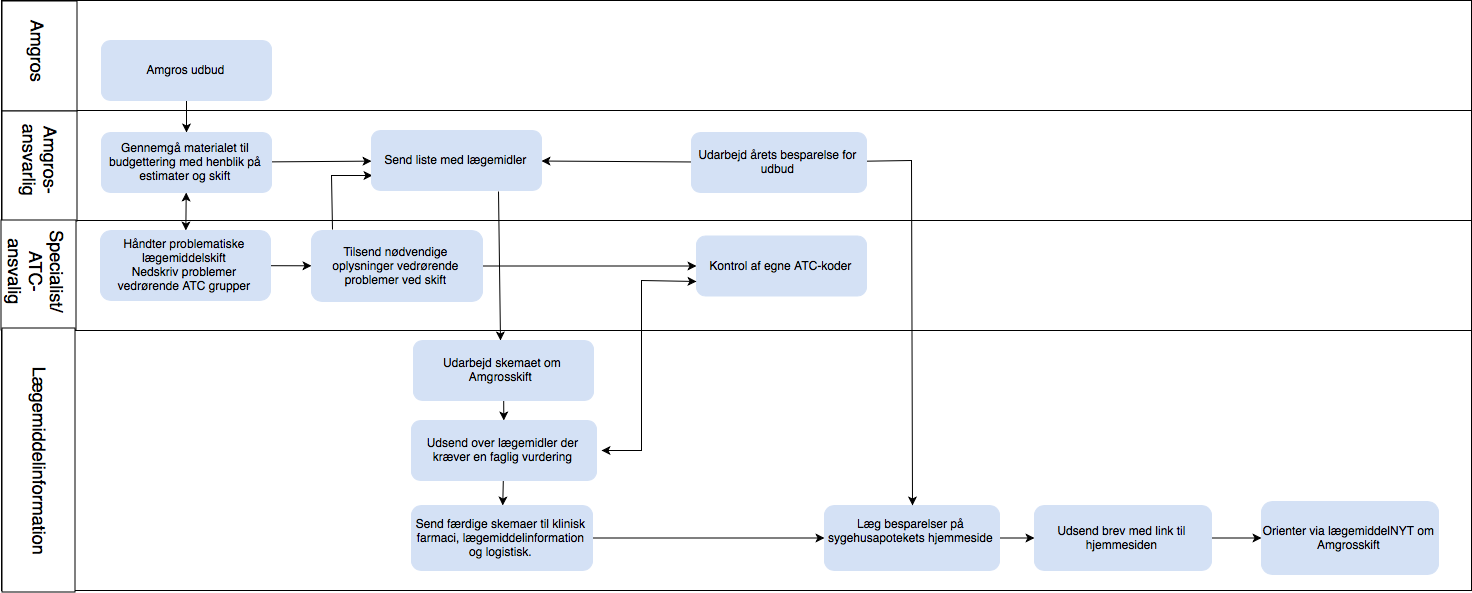 Amgros
Amgros udbud
Amgros-
ansvarlig
Gennemgå materialet til
budgettering med henblik på
estimater og skift
Send liste med lægemidler
Udarbejd årets besparelse for
udbud
Specialist/
ATC-
ansvalig
Håndter problematiske
lægemiddelskift
Nedskriv problemer
vedrørende ATC grupper
Tilsend nødvendige
oplysninger vedrørende
problemer ved skift
Kontrol af egne ATC-koder
Lægemiddelinformation
Udarbejd skemaet om
Amgrosskift
Udsend over lægemidler der
kræver en faglig vurdering
Send færdige skemaer til klinisk
farmaci, lægemiddelinformation
og logistisk.
Læg besparelser på
sygehusapotekets hjemmeside
Udsend brev med link til
hjemmesiden
Orienter via lægemiddelNYT om
Amgrosskift